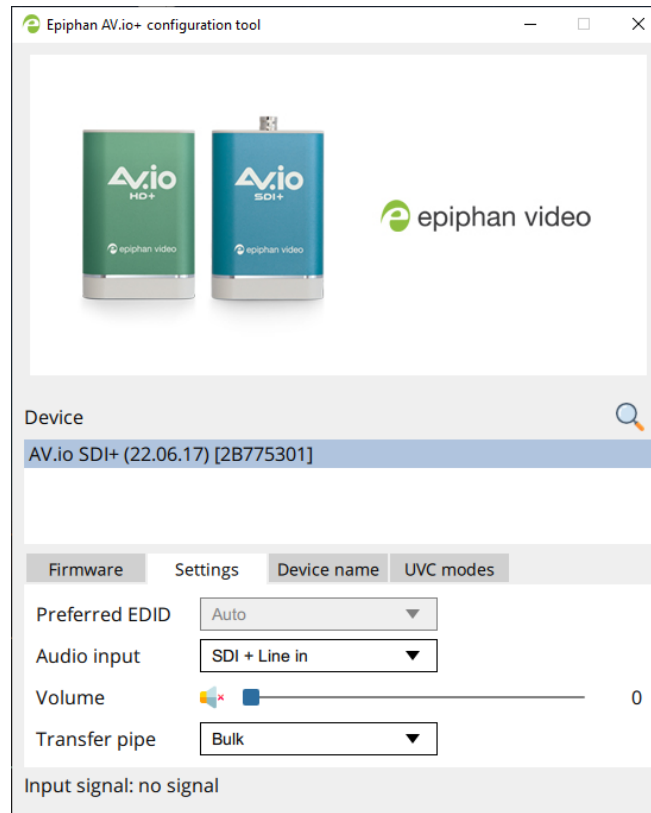 Epiphan AV.io+ configuration tool
AV.io
HD+
epiphan video
AV.io
SDI+
epiphan video
epiphan video
Device
AV.io SDI+ (22.06.17) [2B775301]
Firmware Settings Device name UVC modes
Preferred EDID Auto
Audio input SDI + Line in
Volume 0
Transfer pipe Bulk
Input signal: no signal